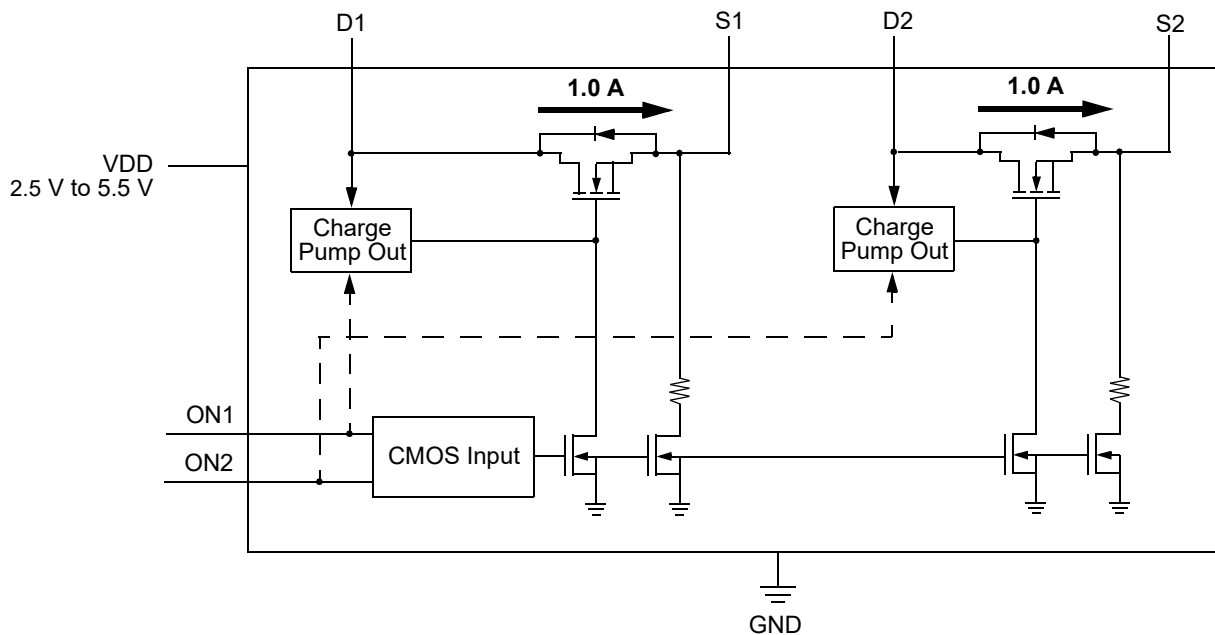 D1
S1
D2
S2
1.0 A
1.0 A
VDD
2.5 V to 5.5 V
Charge
Pump Out
Charge
Pump Out
ON1
ON2
CMOS Input
GND